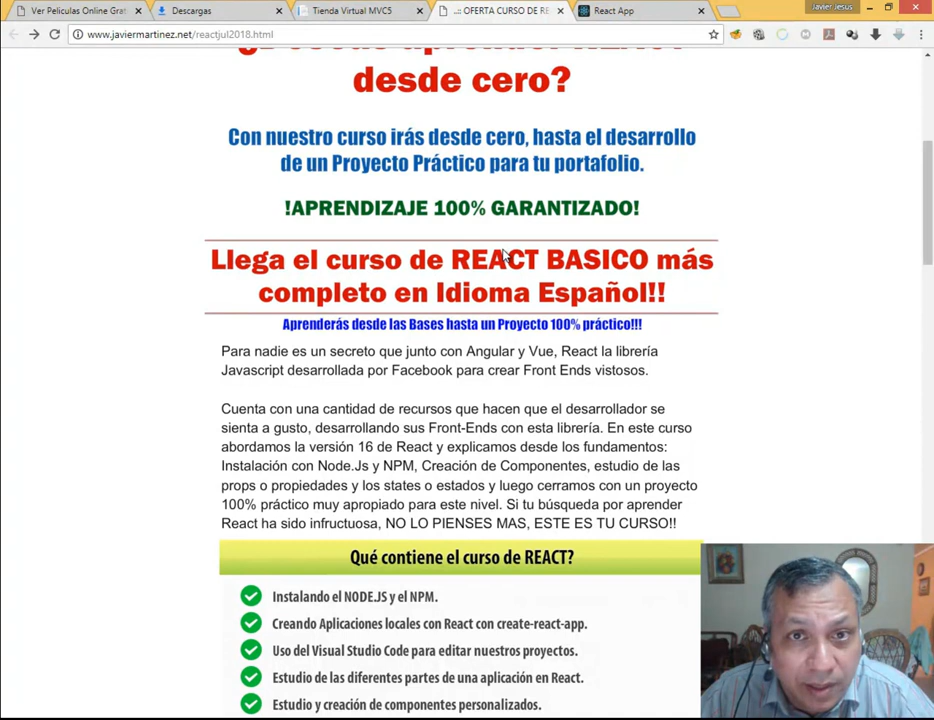 Ver Peliculas Online Grat
Descargas
Tienda Virtual MVC5
..:: OFERTA CURSO DE RE
React App
Javier Jesus
www.javiermartinez.net/reactjul2018.html
desde cero?
Con nuestro curso irás desde cero, hasta el desarrollo
de un Proyecto Práctico para tu portafolio.
!APRENDIZAJE 100% GARANTIZADO!
Llega el curso de REACT BASICO más
completo en Idioma Español!!
Aprenderás desde las Bases hasta un Proyecto 100% práctico!!!
Para nadie es un secreto que junto con Angular y Vue, React la librería
Javascript desarrollada por Facebook para crear Front Ends vistosos.
Cuenta con una cantidad de recursos que hacen que el desarrollador se
sienta a gusto, desarrollando sus Front-Ends con esta librería. En este curso
abordamos la versión 16 de React y explicamos desde los fundamentos:
Instalación con Node.Js y NPM, Creación de Componentes, estudio de las
props o propiedades y los states o estados y luego cerramos con un proyecto
100% práctico muy apropiado para este nivel. Si tu búsqueda por aprender
React ha sido infructuosa, NO LO PIENSES MAS, ESTE ES TU CURSO!!
Qué contiene el curso de REACT?
Instalando el NODE.JS y el NPM.
Creando Aplicaciones locales con React con create-react-app.
Uso del Visual Studio Code para editar nuestros proyectos.
Estudio de las diferentes partes de una aplicación en React.
Estudio y creación de componentes personalizados.